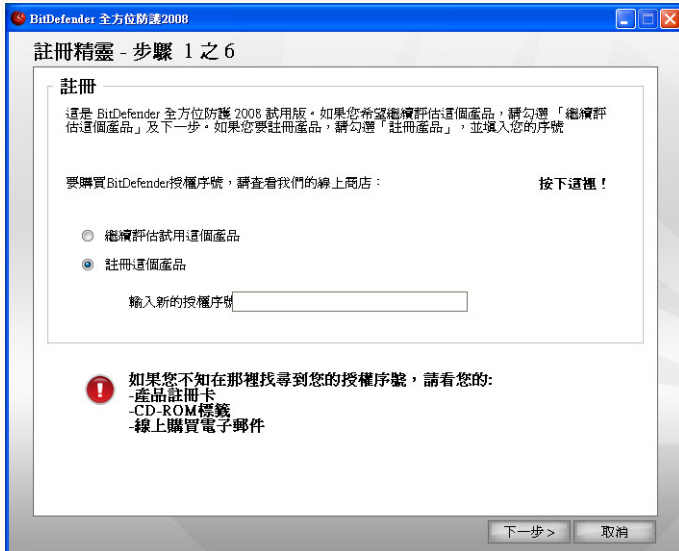 BitDefender 全方位防護2008
註冊精靈 - 步驟 1 之 6
註冊
這是 BitDefender 全方位防護 2008 試用版。如果您希望繼續評估這個產品，請勾選「繼續評
估這個產品」及下一步。如果您要註冊產品，請勾選「註冊產品」，並填入您的序號
要購買BitDefender授權序號，請查看我們的線上商店： 按下這裡！
繼續評估試用這個產品
註冊這個產品
輸入新的授權序號
如果您不知在那裡找尋到您的授權序號，請看您的:
-產品註冊卡
-CD-ROM標籤
-線上購買電子郵件
下一步 > 取消